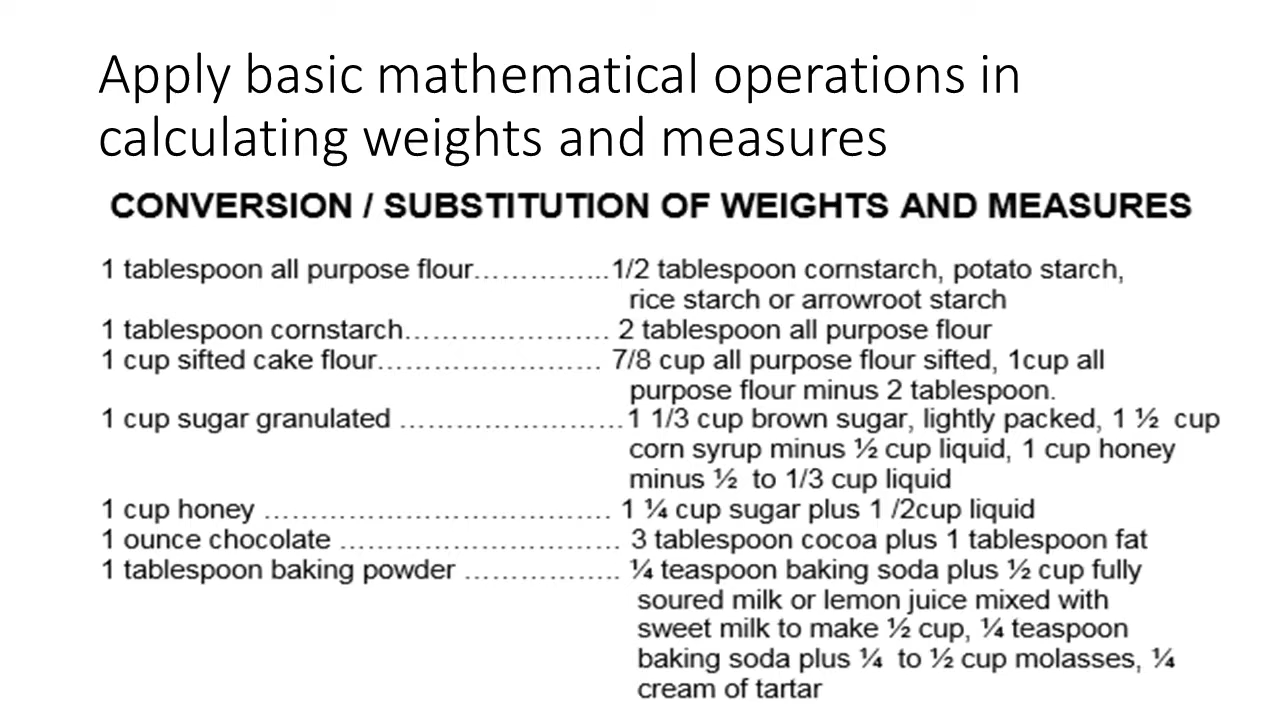 Apply basic mathematical operations in
calculating weights and measures
CONVERSION / SUBSTITUTION OF WEIGHTS AND MEASURES
1 tablespoon all purpose flour……………1/2 tablespoon cornstarch, potato starch,
rice starch or arrowroot starch
1 tablespoon cornstarch…………………. 2 tablespoon all purpose flour
1 cup sifted cake flour…………………… 7/8 cup all purpose flour sifted, 1cup all
purpose flour minus 2 tablespoon.
1 cup sugar granulated ……………………1 1/3 cup brown sugar, lightly packed, 1 ½ cup
corn syrup minus ½ cup liquid, 1 cup honey
minus ½ to 1/3 cup liquid
1 cup honey ………………………………. 1 ¼ cup sugar plus 1 /2cup liquid
1 ounce chocolate ………………………… 3 tablespoon cocoa plus 1 tablespoon fat
1 tablespoon baking powder …………….. ¼ teaspoon baking soda plus ½ cup fully
soured milk or lemon juice mixed with
sweet milk to make ½ cup, ¼ teaspoon
baking soda plus ¼ to ½ cup molasses, ¼
cream of tartar